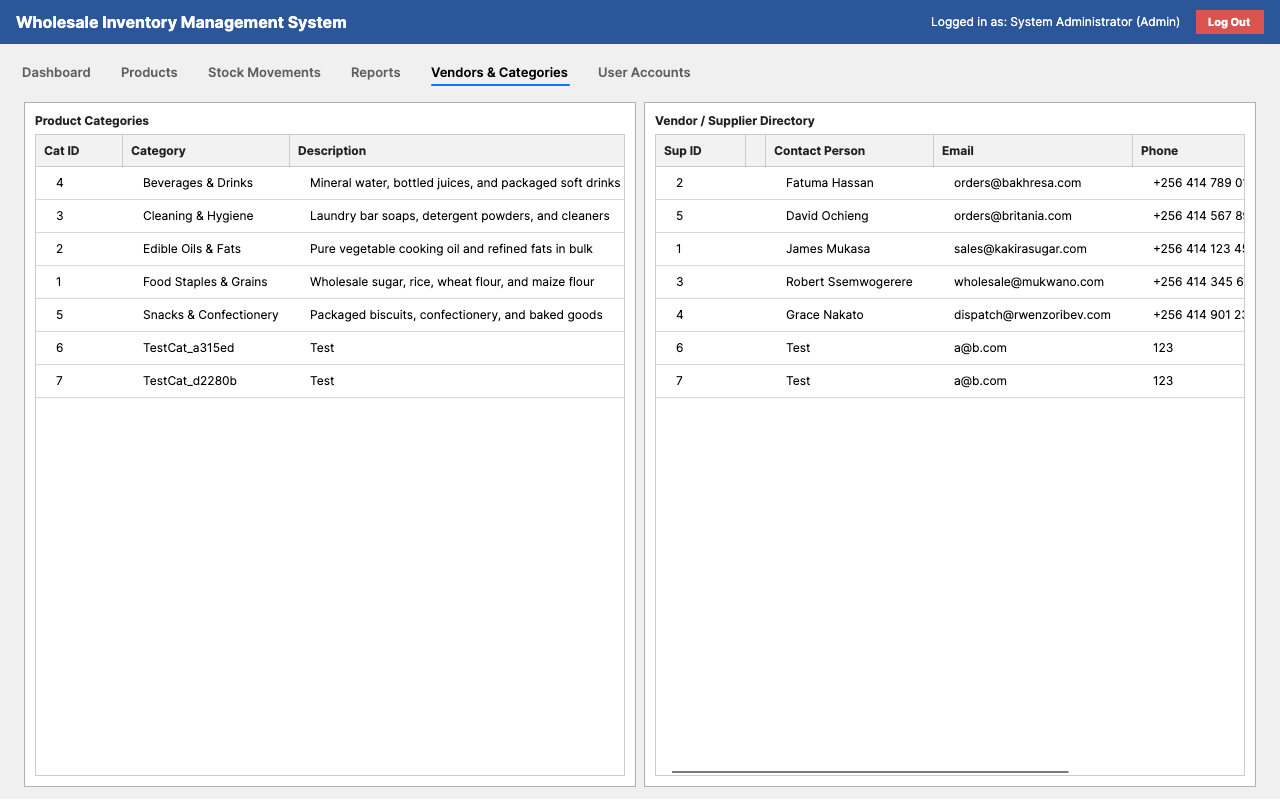 Wholesale Inventory Management System
Logged in as: System Administrator (Admin)
Log Out
Dashboard Products Stock Movements Reports Vendors & Categories User Accounts
Product Categories
Cat ID Category Description
4 Beverages & Drinks Mineral water, bottled juices, and packaged soft drinks
3 Cleaning & Hygiene Laundry bar soaps, detergent powders, and cleaners
2 Edible Oils & Fats Pure vegetable cooking oil and refined fats in bulk
1 Food Staples & Grains Wholesale sugar, rice, wheat flour, and maize flour
5 Snacks & Confectionery Packaged biscuits, confectionery, and baked goods
6 TestCat_a315ed Test
7 TestCat_d2280b Test
Vendor / Supplier Directory
Sup ID Contact Person Email Phone
2 Fatuma Hassan orders@bakhresa.com +256 414 789
5 David Ochieng orders@britania.com +256 414 567
1 James Mukasa sales@kakirasugar.com +256 414 123
3 Robert Ssemwogerere wholesale@mukwano.com +256 414 345
4 Grace Nakato dispatch@rwenzoribev.com +256 414 901
6 Test a@b.com 123
7 Test a@b.com 123